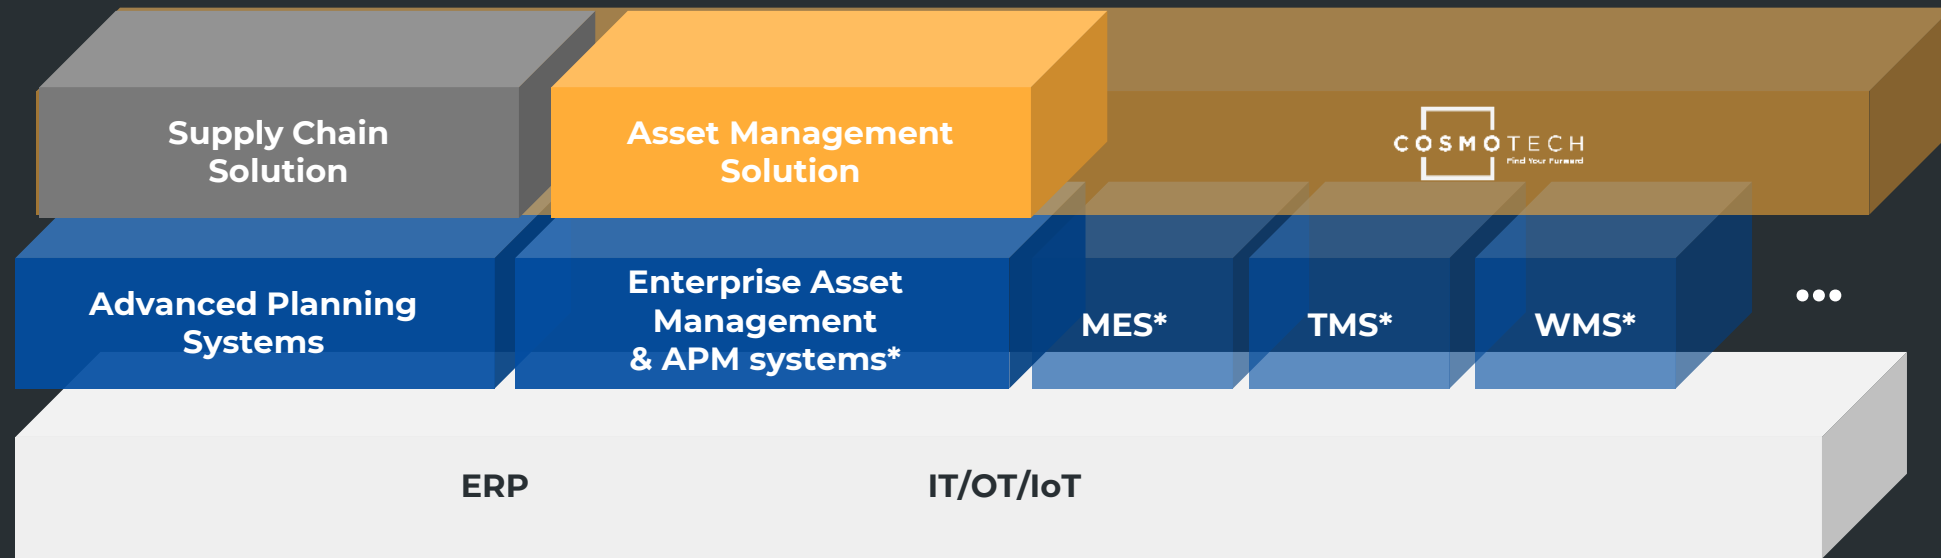 Supply Chain
Solution
Asset Management
Solution
COSMOTECH
Find Your Forward
Advanced Planning
Systems
Enterprise Asset
Management
& APM systems*
MES*
TMS*
WMS*
•••
ERP
IT/OT/IoT